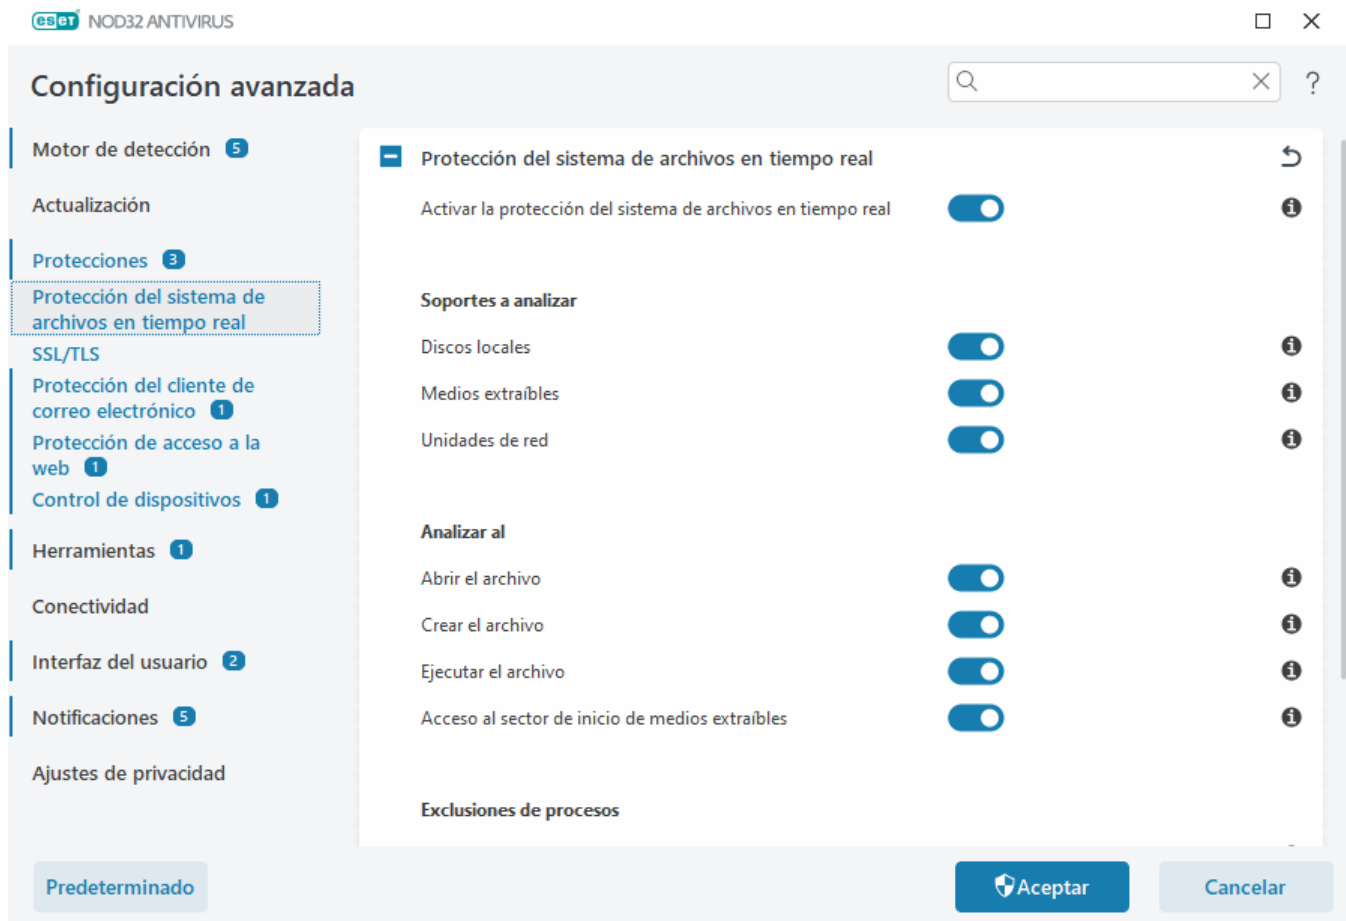 eset NOD32 ANTIVIRUS
Configuración avanzada
?
Motor de detección 5
Actualización
Protecciones 3
Protección del sistema de
archivos en tiempo real
SSL/TLS
Protección del cliente de
correo electrónico 1
Protección de acceso a la
web 1
Control de dispositivos 1
Herramientas 1
Conectividad
Interfaz del usuario 2
Notificaciones 5
Ajustes de privacidad
Protección del sistema de archivos en tiempo real
Activar la protección del sistema de archivos en tiempo real
Soportes a analizar
Discos locales
Medios extraíbles
Unidades de red
Analizar al
Abrir el archivo
Crear el archivo
Ejecutar el archivo
Acceso al sector de inicio de medios extraíbles
Exclusiones de procesos
Predeterminado
Aceptar
Cancelar